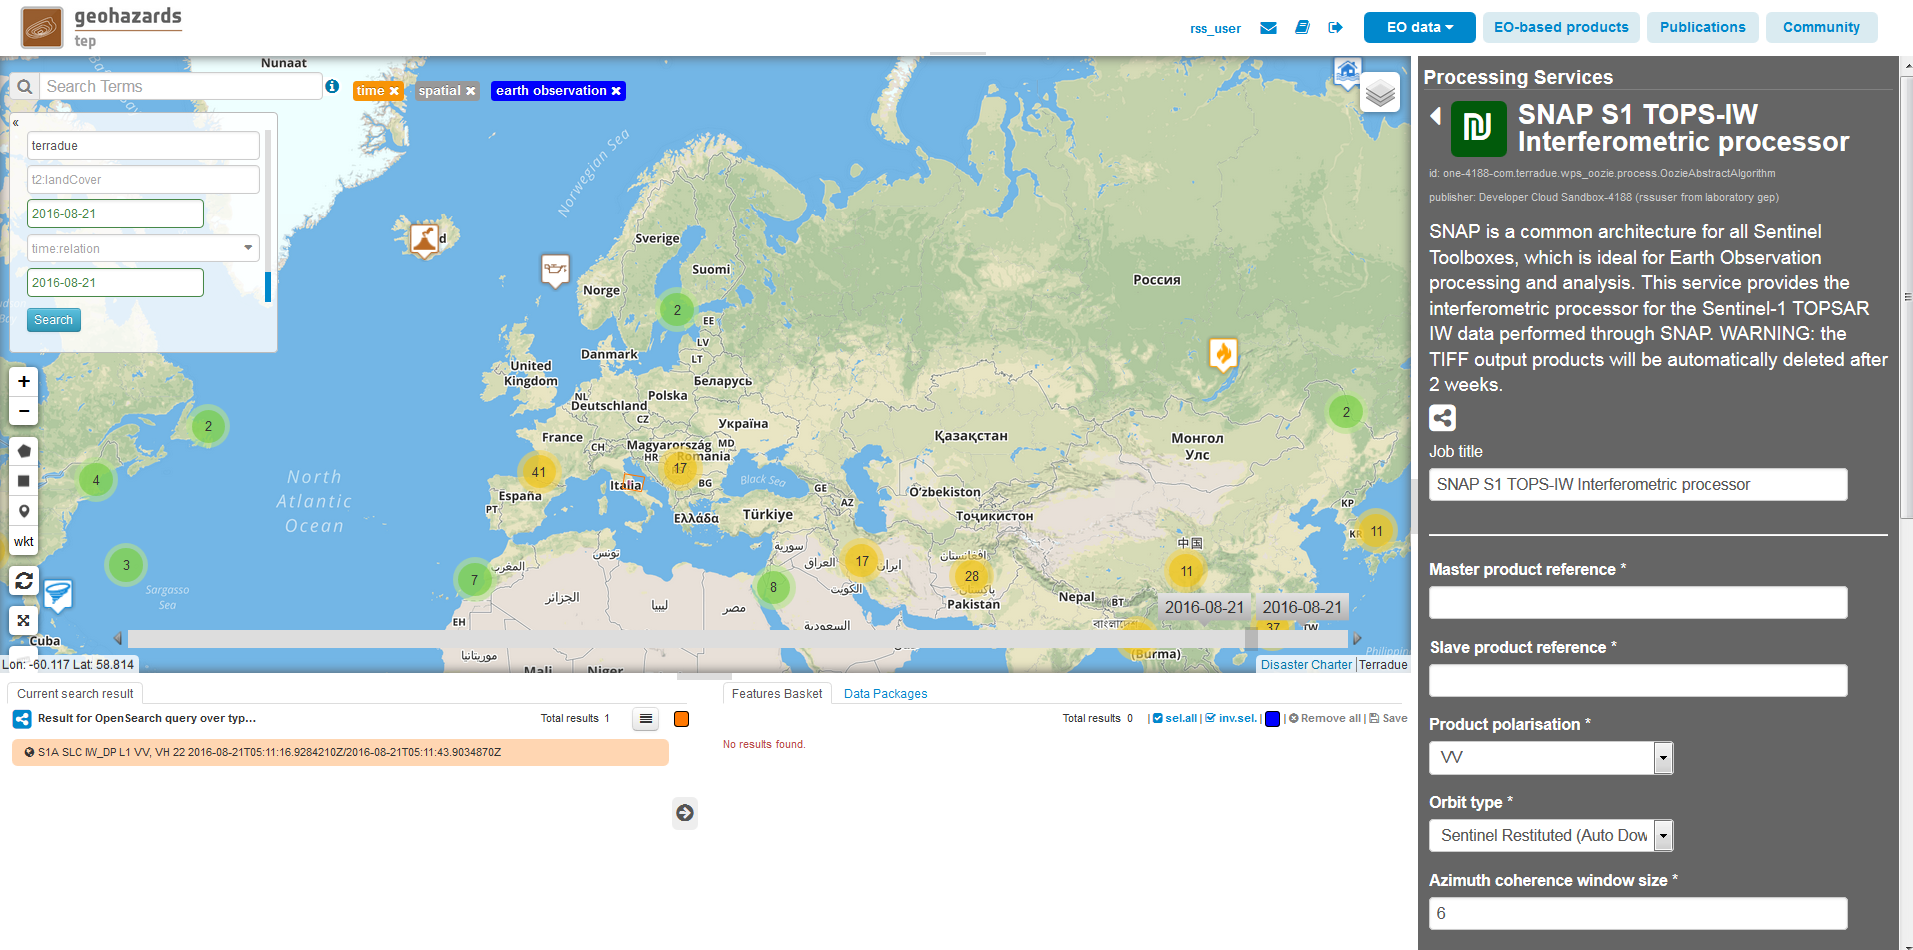 geohazards
tep
rss_user
EO data
EO-based products
Publications
Community
Nunaat
Search Terms
time
spatial
earth observation
«
terradue
t2:landCover
2016-08-21
time:relation
2016-08-21
Search
+
−
wkt
Norwegian Sea
Sverige
Suomi
Norge
2
EE
LV
LT
Danmark
United
Kingdom
Беларусь
Polska
NL
Deutschland
CZ
Україна
France
CH
Magyarország
MD
HR
România
41
17
Italia
BG
Black Sea
España
PT
Ελλάδα
Türkiye
GE
AZ
Россия
Қазақстан
Монгол
Улс
O‘zbekiston
Тоҷикистон
KP
KR
11
2
2
4
3
North
Atlantic
Ocean
Sargasso
Sea
Cuba
7
المغرب
تونس
الجزائر
ليبيا
مصر
8
سورية
العراق
17
ایران
الكويت
السعودية
افغانستان
28
پاکستان
Pakistan
中国
11
Nepal
BT
বাংলাদেশ
(Burma)
37
TW
Philippin
EH
موريتانيا
Mali
Niger
2016-08-21
2016-08-21
Lon: -60.117 Lat: 58.814
Disaster Charter | Terradue
Current search result
Result for OpenSearch query over typ...
Total results 1
S1A SLC IW_DP L1 VV, VH 22 2016-08-21T05:11:16.9284210Z/2016-08-21T05:11:43.9034870Z
Features Basket
Data Packages
Total results 0 | sel.all | inv.sel. | | Remove all | Save
No results found.
Processing Services
SNAP S1 TOPS-IW
Interferometric processor
id: one-4188-com.terradue.wps_oozie.process.OozieAbstractAlgorithm
publisher: Developer Cloud Sandbox-4188 (rssuser from laboratory gep)
SNAP is a common architecture for all Sentinel
Toolboxes, which is ideal for Earth Observation
processing and analysis. This service provides the
interferometric processor for the Sentinel-1 TOPSAR
IW data performed through SNAP. WARNING: the
TIFF output products will be automatically deleted after
2 weeks.
Job title
SNAP S1 TOPS-IW Interferometric processor
Master product reference *
Slave product reference *
Product polarisation *
VV
Orbit type *
Sentinel Restituted (Auto Dow
Azimuth coherence window size *
6